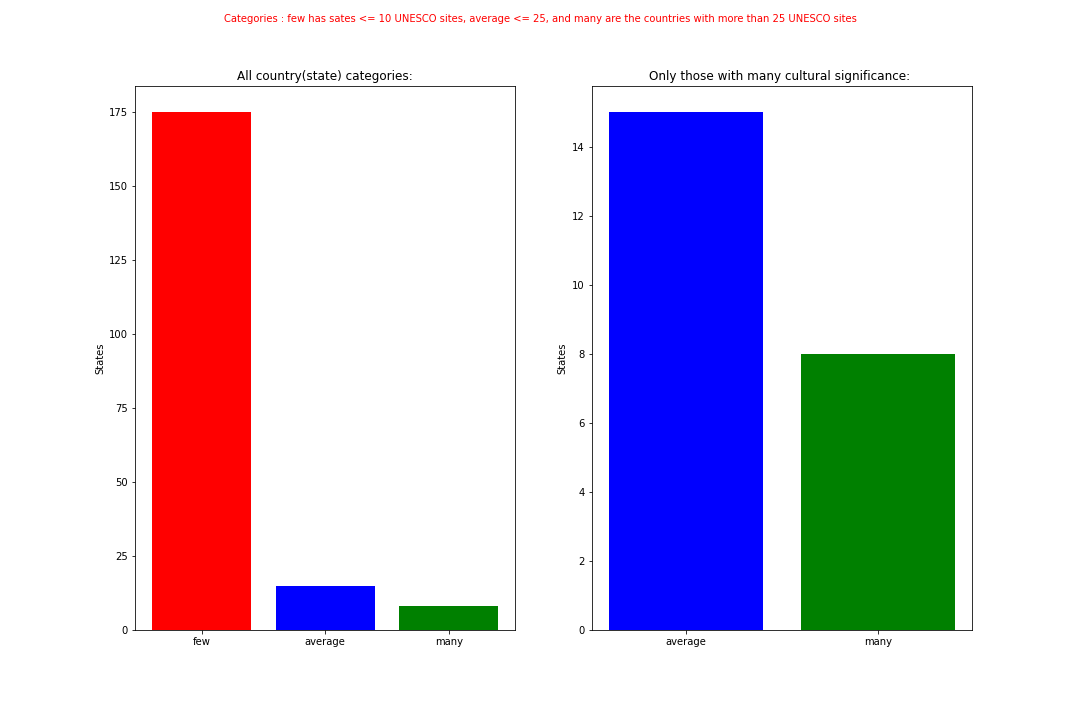 Categories : few has sates <= 10 UNESCO sites, average <= 25, and many are the countries with more than 25 UNESCO sites
All country(state) categories:
States
175
150
125
100
75
50
25
0
few average many
Only those with many cultural significance:
States
14
12
10
8
6
4
2
0
average many